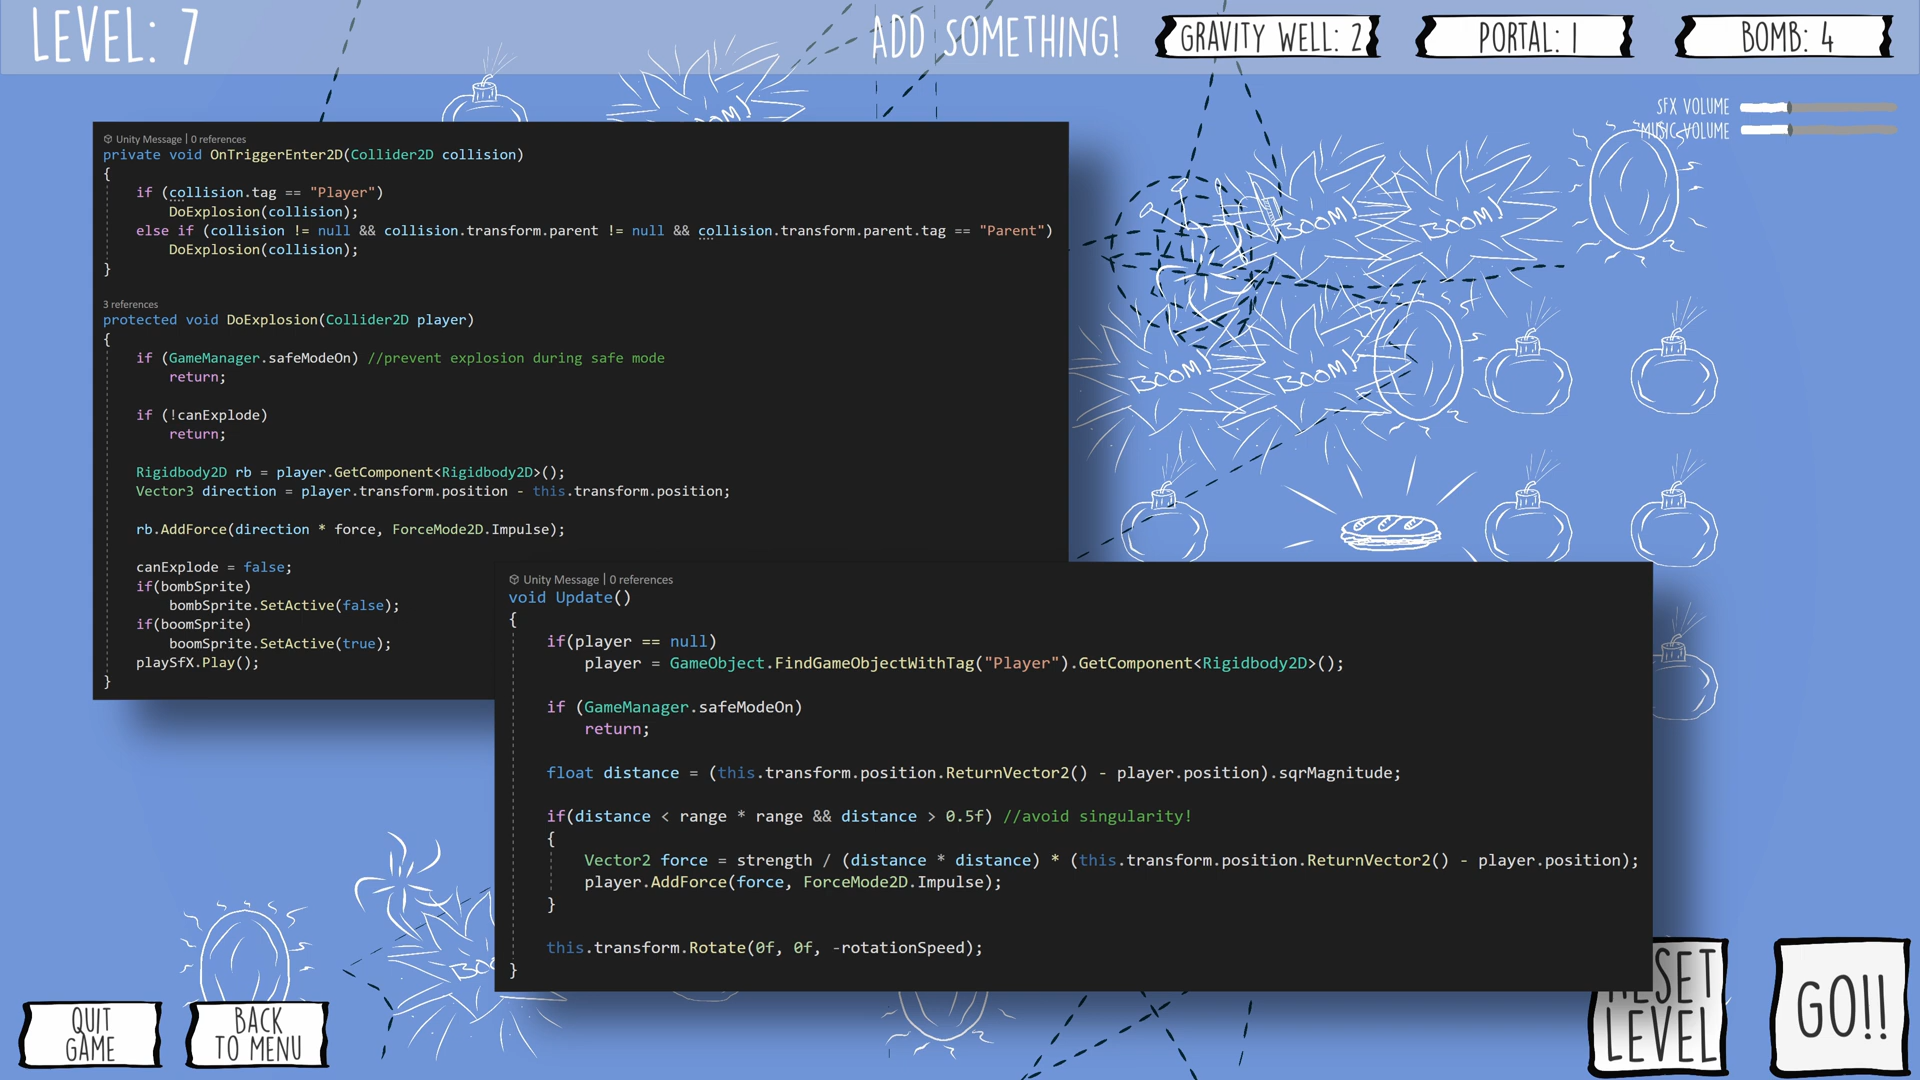 LEVEL: 7
ADD SOMETHING!
GRAVITY WELL: 2
PORTAL: 1
BOMB: 4
SFX VOLUME
MUSIC VOLUME
BOOM!
BOOM!
BOOM!
BOOM!
Unity Message | 0 references
private void OnTriggerEnter2D(Collider2D collision)
{
if (collision.tag == "Player")
DoExplosion(collision);
else if (collision != null && collision.transform.parent != null && collision.transform.parent.tag == "Parent")
DoExplosion(collision);
}
3 references
protected void DoExplosion(Collider2D player)
{
if (GameManager.safeModeOn) //prevent explosion during safe mode
return;
if (!canExplode)
return;
Rigidbody2D rb = player.GetComponent<Rigidbody2D>();
Vector3 direction = player.transform.position - this.transform.position;
rb.AddForce(direction * force, ForceMode2D.Impulse);
canExplode = false;
if(bombSprite)
bombSprite.SetActive(false);
if(boomSprite)
boomSprite.SetActive(true);
playSfX.Play();
}
Unity Message | 0 references
void Update()
{
if(player == null)
player = GameObject.FindGameObjectWithTag("Player").GetComponent<Rigidbody2D>();
if (GameManager.safeModeOn)
return;
float distance = (this.transform.position.ReturnVector2() - player.position).sqrMagnitude;
if(distance < range * range && distance > 0.5f) //avoid singularity!
{
Vector2 force = strength / (distance * distance) * (this.transform.position.ReturnVector2() - player.position);
player.AddForce(force, ForceMode2D.Impulse);
}
this.transform.Rotate(0f, 0f, -rotationSpeed);
}
QUIT
GAME
BACK
TO MENU
RESET
LEVEL
GO!!